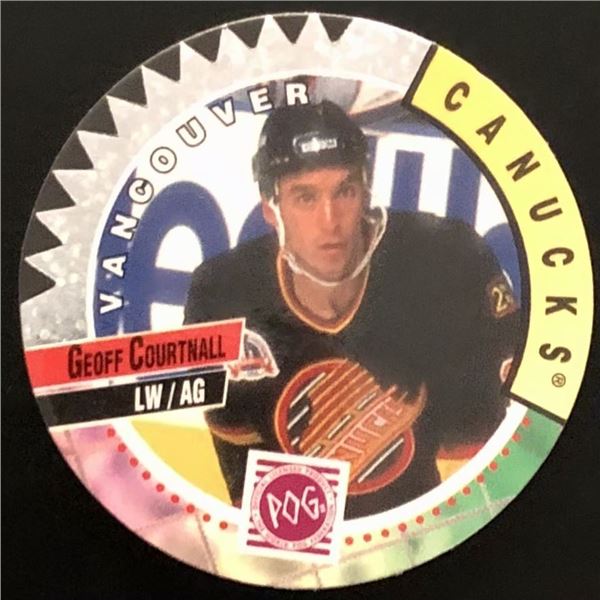 VANCOUVER
CANUCKS®
GEOFF COURTNALL
LW / AG
POG